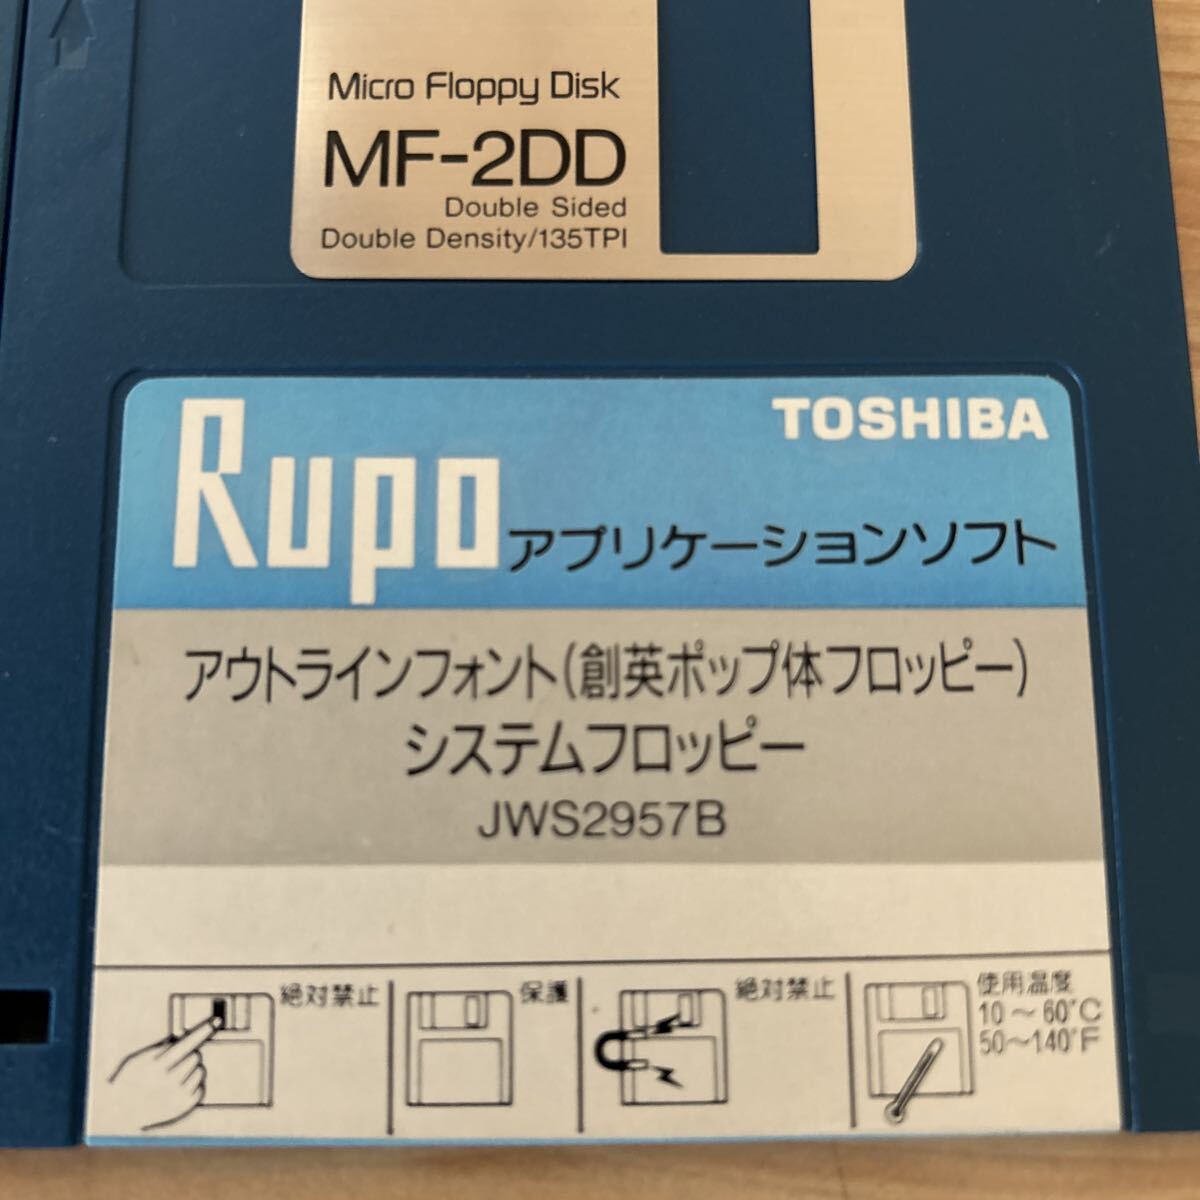 Micro Floppy Disk
MF-2DD
Double Sided
Double Density/135TPI
TOSHIBA
Rupo アプリケーションソフト
アウトラインフォント(創英ポップ体フロッピー)
システムフロッピー
JWS2957B
絶対禁止
保護
絶対禁止
使用温度
10〜60°C
50〜140°F